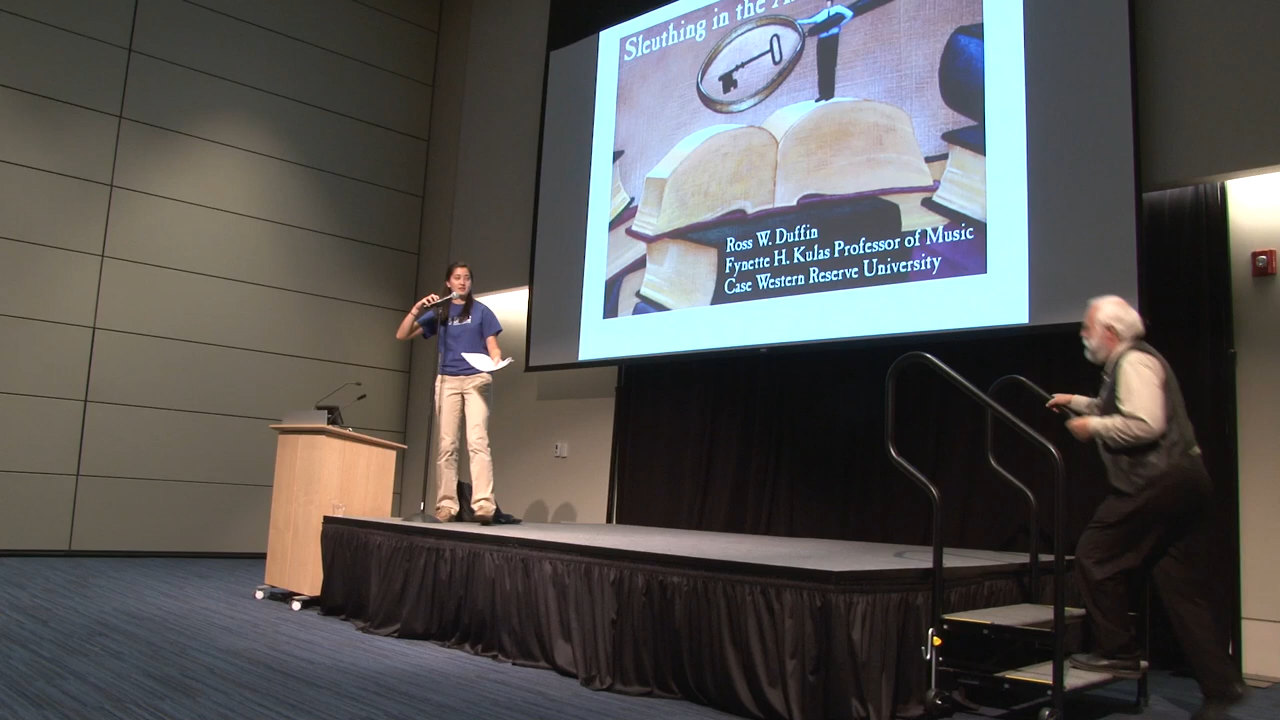 Sleuthing in the
Ross W. Duffin
Fynette H. Kulas Professor of Music
Case Western Reserve University